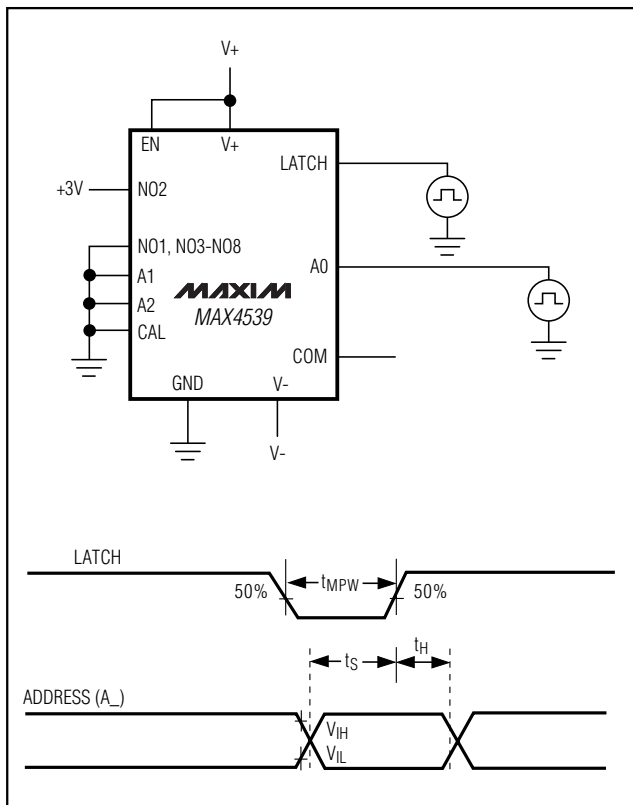 V+
EN
V+
LATCH
+3V
NO2
NO1, NO3-NO8
A0
A1
A2
MAXIM
MAX4539
CAL
COM
GND
V-
V-
LATCH
50%
tMPW
50%
tS
tH
ADDRESS (A_)
VIH
VIL